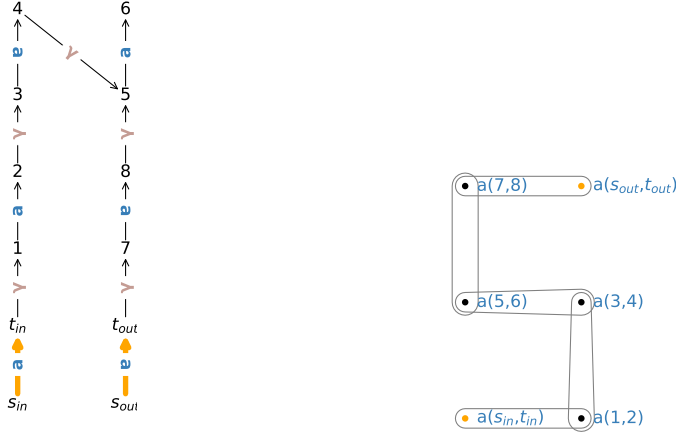 4 6
a γ a
3 5
γ γ
2 8
a a
1 7
γ γ
t_in t_out
a a
s_in s_out
a(7,8) a(s_out,t_out)
a(5,6) a(3,4)
a(s_in,t_in) a(1,2)